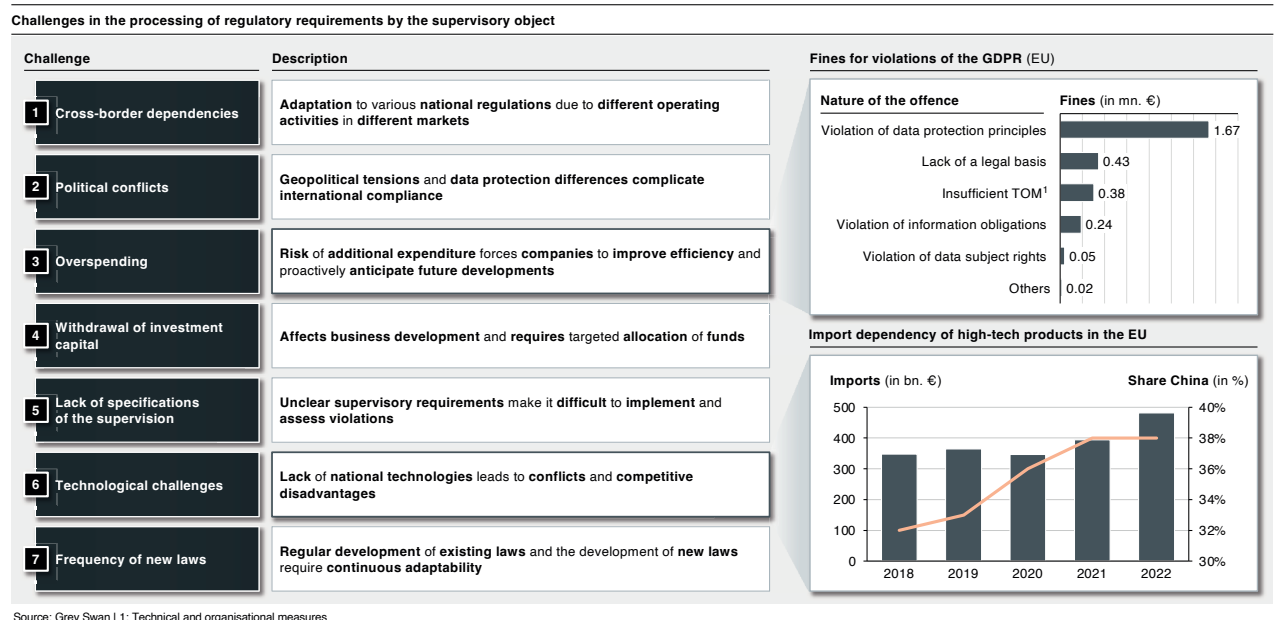 Challenges in the processing of regulatory requirements by the supervisory object
Challenge
Description
1
Cross-border dependencies
Adaptation to various national regulations due to different operating
activities in different markets
2
Political conflicts
Geopolitical tensions and data protection differences complicate
international compliance
3
Overspending
Risk of additional expenditure forces companies to improve efficiency and
proactively anticipate future developments
4
Withdrawal of investment
capital
Affects business development and requires targeted allocation of funds
5
Lack of specifications
of the supervision
Unclear supervisory requirements make it difficult to implement and
assess violations
6
Technological challenges
Lack of national technologies leads to conflicts and competitive
disadvantages
7
Frequency of new laws
Regular development of existing laws and the development of new laws
require continuous adaptability
Fines for violations of the GDPR (EU)
Nature of the offence
Fines (in mn. €)
Violation of data protection principles
1.67
Lack of a legal basis
0.43
Insufficient TOM¹
0.38
Violation of information obligations
0.24
Violation of data subject rights
0.05
Others
0.02
Import dependency of high-tech products in the EU
Imports (in bn. €)
Share China (in %)
500
400
300
200
100
0
40%
38%
36%
34%
32%
30%
2018
2019
2020
2021
2022
Source: Grey Swan | 1: Technical and organisational measures